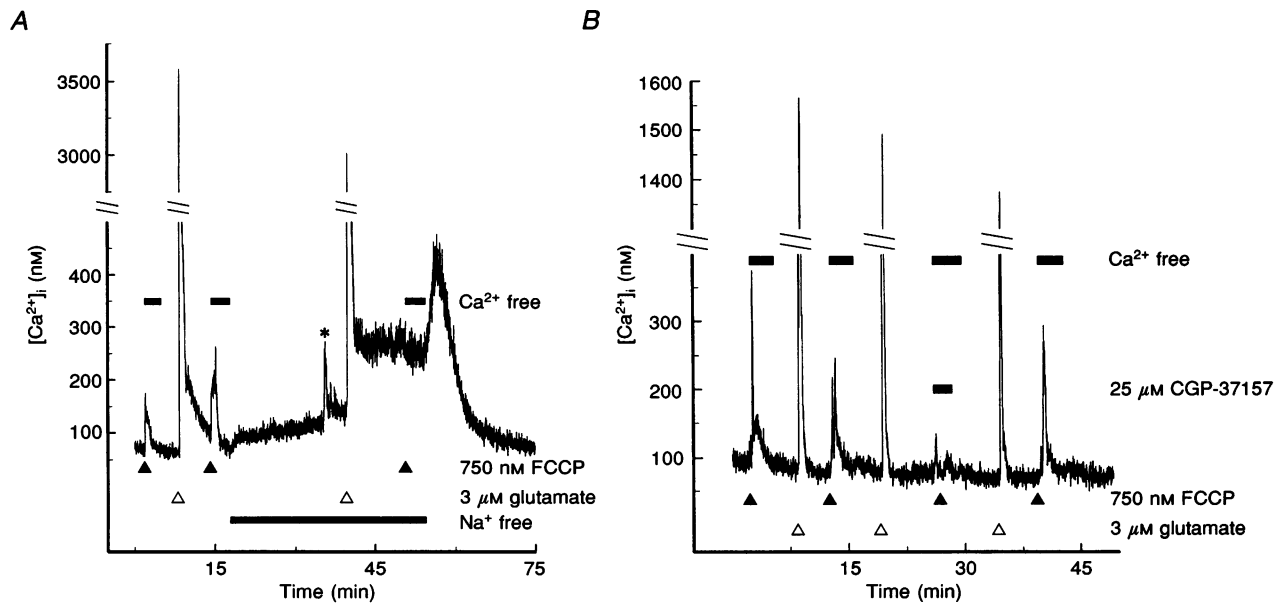 A
3500
3000
400
300
250
150
100
[Ca²⁺]ᵢ (nM)
*
Ca²⁺ free
750 nM FCCP
3 μM glutamate
Na⁺ free
15
45
75
Time (min)
B
1600
1500
1400
300
200
100
[Ca²⁺]ᵢ (nM)
Ca²⁺ free
25 μM CGP-37157
750 nM FCCP
3 μM glutamate
15
30
45
Time (min)